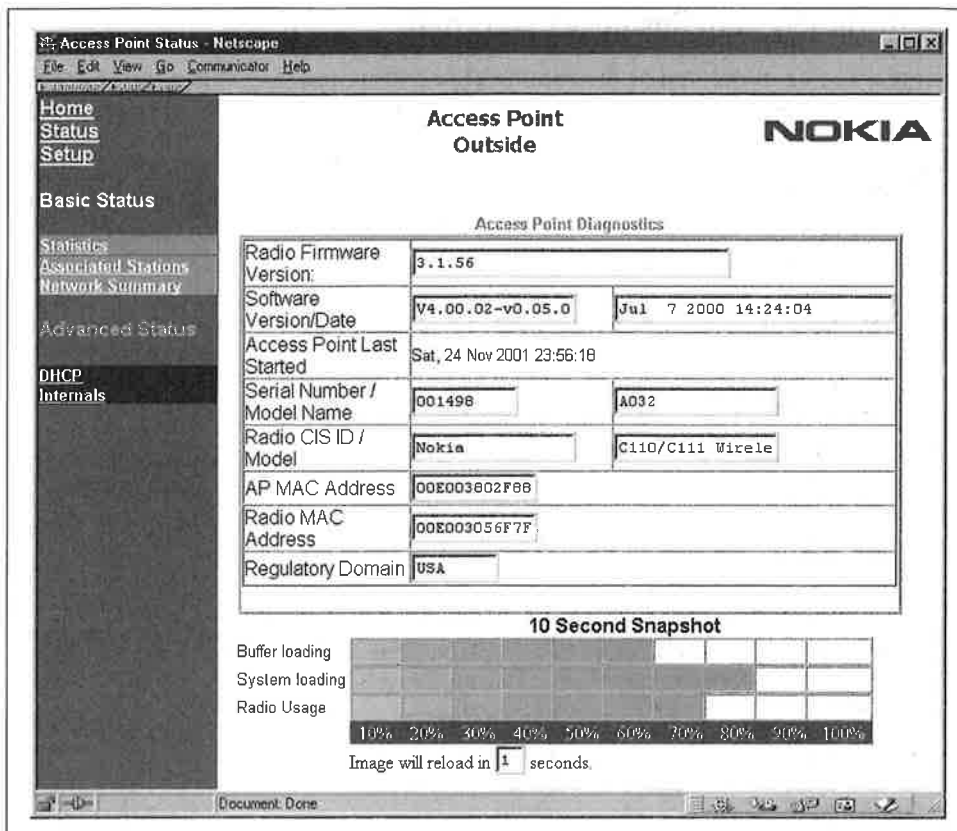 Access Point Status - Netscape
File Edit View Go Communicator Help
Home
Status
Setup
Basic Status
Statistics
Associated Stations
Network Summary
Advanced Status
DHCP
Internals
Access Point
Outside
NOKIA
Access Point Diagnostics
Radio Firmware
Version:
3.1.56
Software
Version/Date
V4.00.02-v0.05.0
Jul 7 2000 14:24:04
Access Point Last
Started
Sat, 24 Nov 2001 23:56:18
Serial Number /
Model Name
001498
A032
Radio CIS ID /
Model
Nokia
C110/C111 Wirele
AP MAC Address
00E003802F88
Radio MAC
Address
00E003056F7F
Regulatory Domain
USA
10 Second Snapshot
Buffer loading
System loading
Radio Usage
10% 20% 30% 40% 50% 60% 70% 80% 90% 100%
Image will reload in 1 seconds.
Document: Done